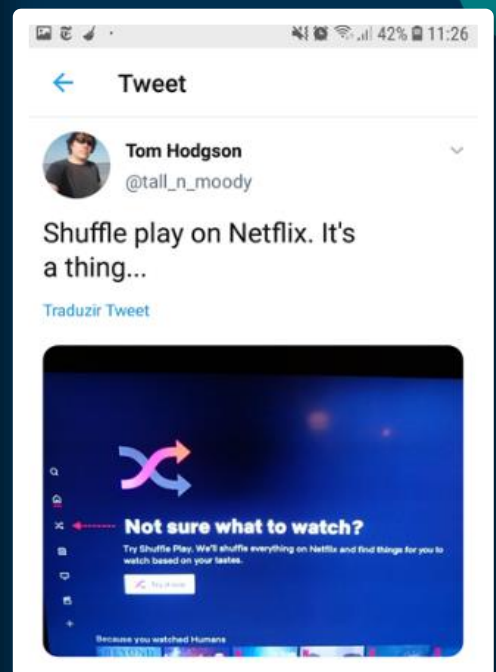 42% 11:26
Tweet
Tom Hodgson
@tall_n_moody
Shuffle play on Netflix. It's
a thing...
Traduzir Tweet
Not sure what to watch?
Try Shuffle Play. We'll shuffle everything on Netflix and find things for you to
watch based on your tastes.
Because you watched Humans
BEYOND